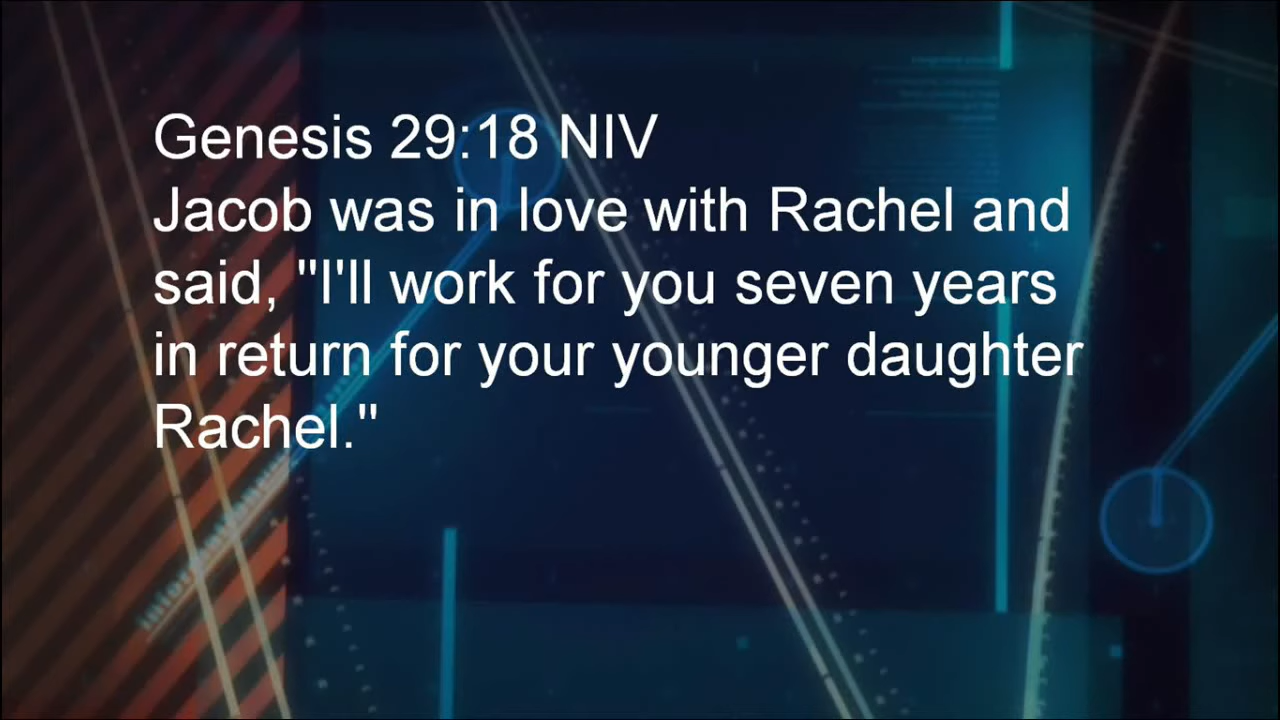 Genesis 29:18 NIV
Jacob was in love with Rachel and
said, "I'll work for you seven years
in return for your younger daughter
Rachel."